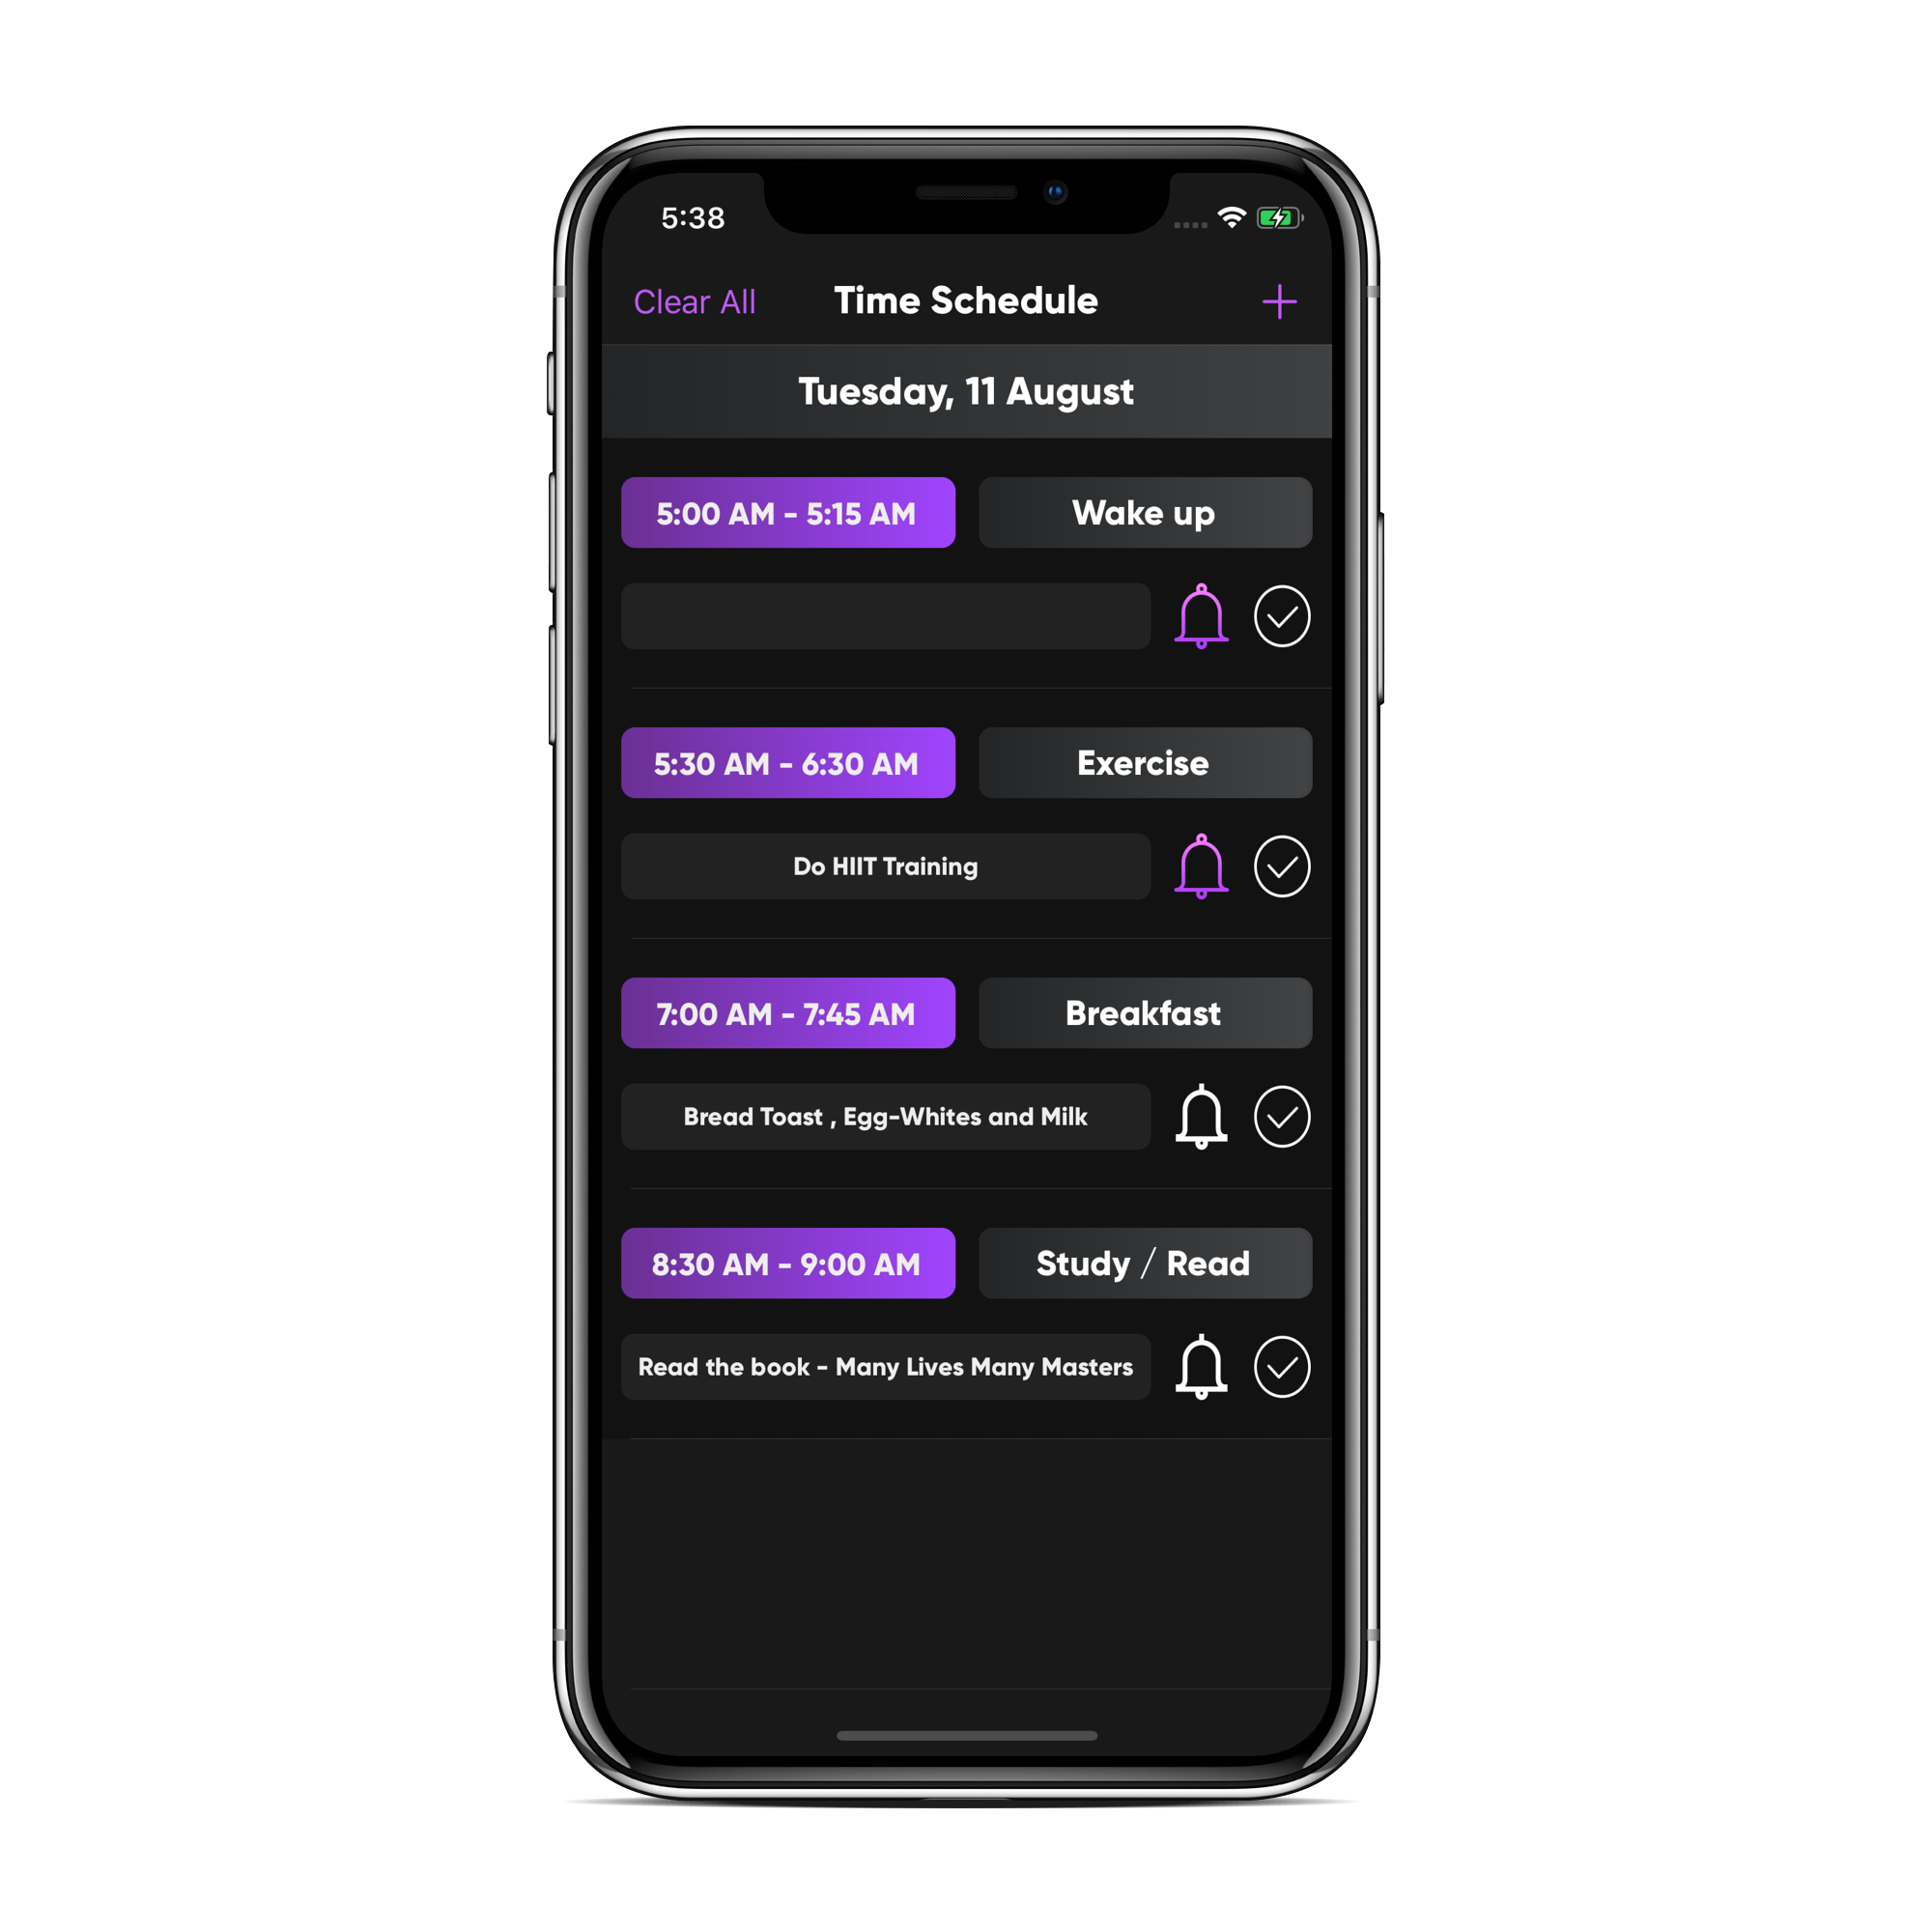 5:38
Clear All Time Schedule +
Tuesday, 11 August
5:00 AM - 5:15 AM Wake up
5:30 AM - 6:30 AM Exercise
Do HIIT Training
7:00 AM - 7:45 AM Breakfast
Bread Toast , Egg-Whites and Milk
8:30 AM - 9:00 AM Study / Read
Read the book - Many Lives Many Masters